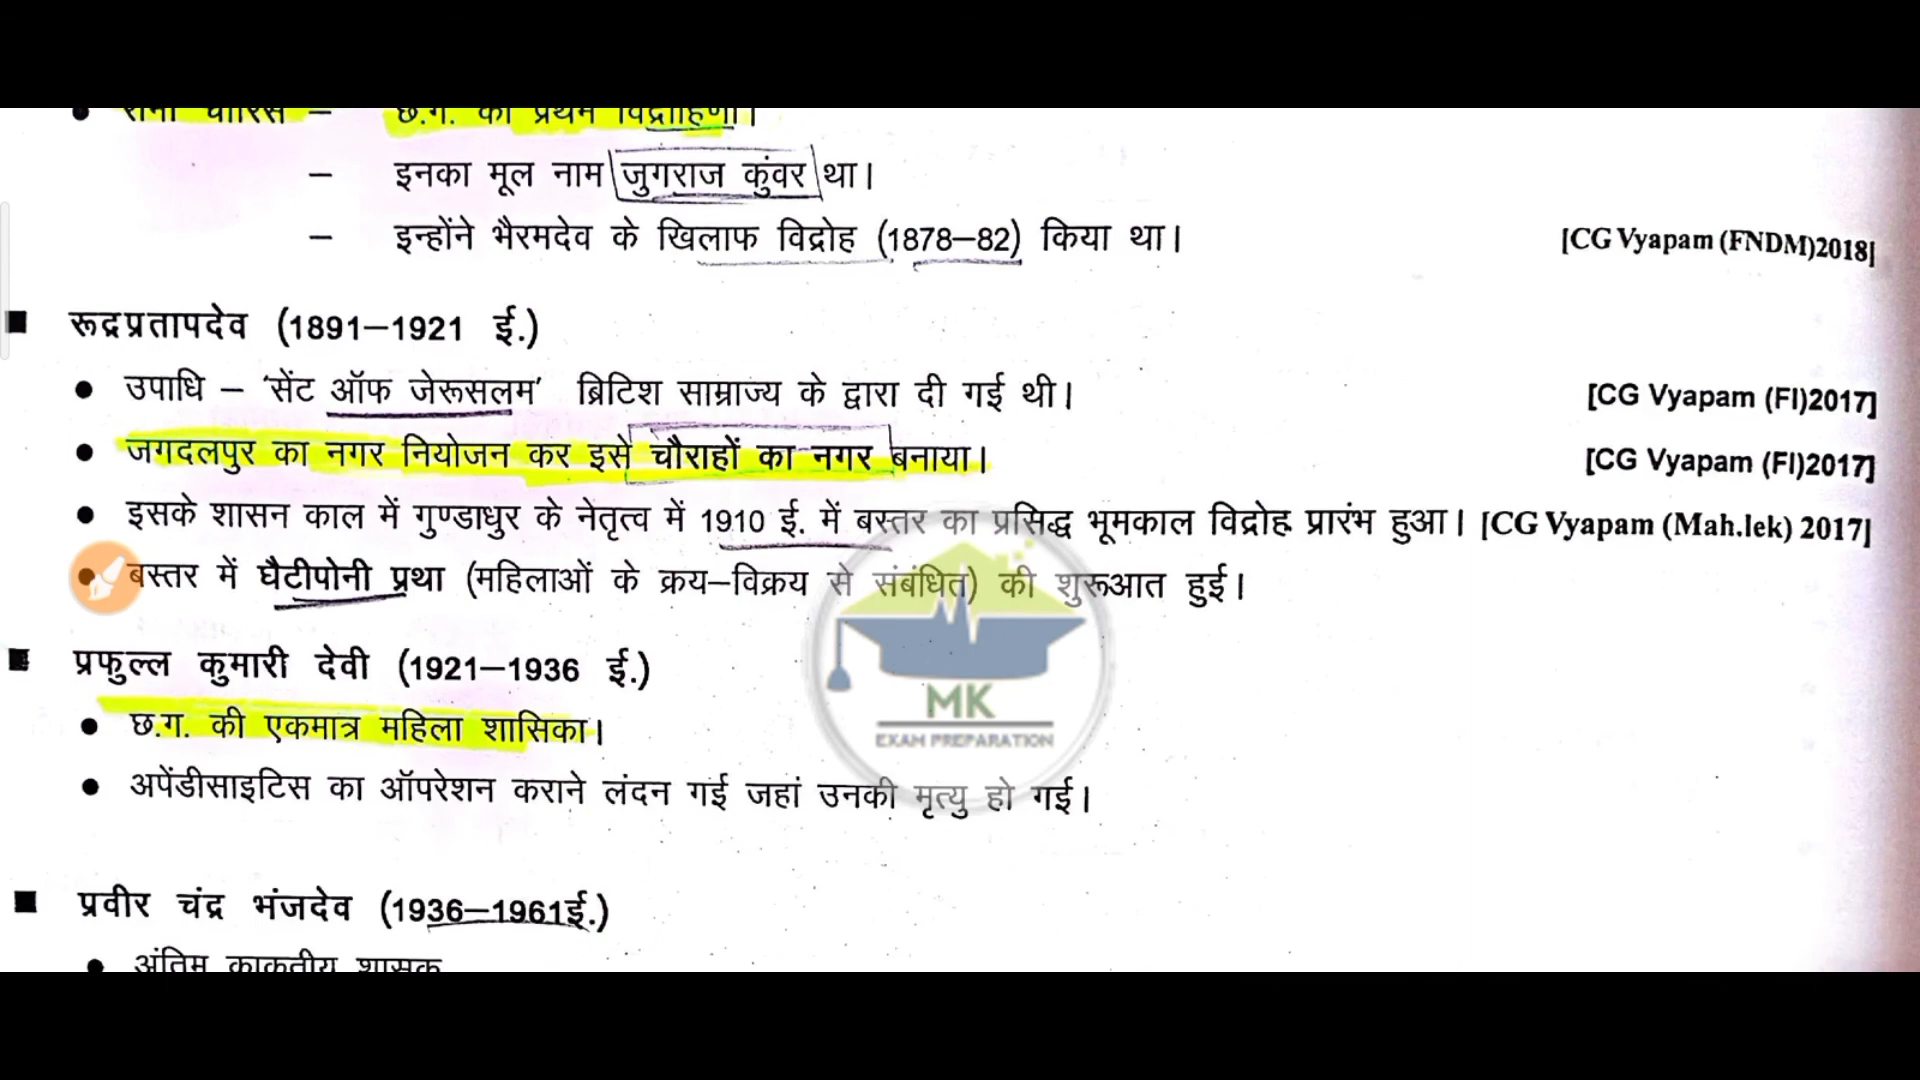 रानी चोरिस – छ.ग. की प्रथम विद्रोहिणी।
– इनका मूल नाम जुगराज कुंवर था।
– इन्होंने भैरमदेव के खिलाफ विद्रोह (1878–82) किया था। [CG Vyapam (FNDM)2018]
■ रूद्रप्रतापदेव (1891–1921 ई.)
● उपाधि – 'सेंट ऑफ जेरूसलम' ब्रिटिश साम्राज्य के द्वारा दी गई थी। [CG Vyapam (FI)2017]
● जगदलपुर का नगर नियोजन कर इसे चौराहों का नगर बनाया। [CG Vyapam (FI)2017]
● इसके शासन काल में गुण्डाधुर के नेतृत्व में 1910 ई. में बस्तर का प्रसिद्ध भूमकाल विद्रोह प्रारंभ हुआ। [CG Vyapam (Mah.lek) 2017]
● बस्तर में घैटीपोनी प्रथा (महिलाओं के क्रय–विक्रय से संबंधित) की शुरूआत हुई।
■ प्रफुल्ल कुमारी देवी (1921–1936 ई.)
● छ.ग. की एकमात्र महिला शासिका।
● अपेंडीसाइटिस का ऑपरेशन कराने लंदन गई जहां उनकी मृत्यु हो गई।
MK
EXAM PREPARATION
■ प्रवीर चंद्र भंजदेव (1936–1961ई.)
● अंतिम काकतीय शासक